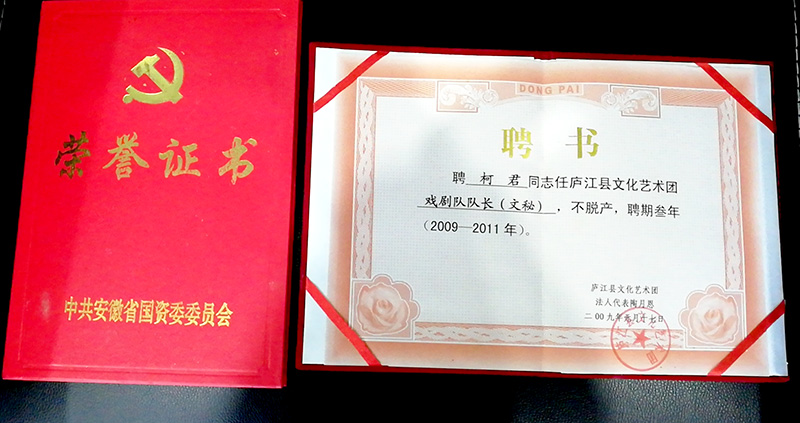 荣誉证书
中共安徽省国资委委员会
DONG PAI
聘书
聘 柯君 同志任庐江县文化艺术团
戏剧队队长（文秘），不脱产，聘期叁年
（2009—2011年）。
庐江县文化艺术团
法人代表陶月恩
二00九年元月十七日